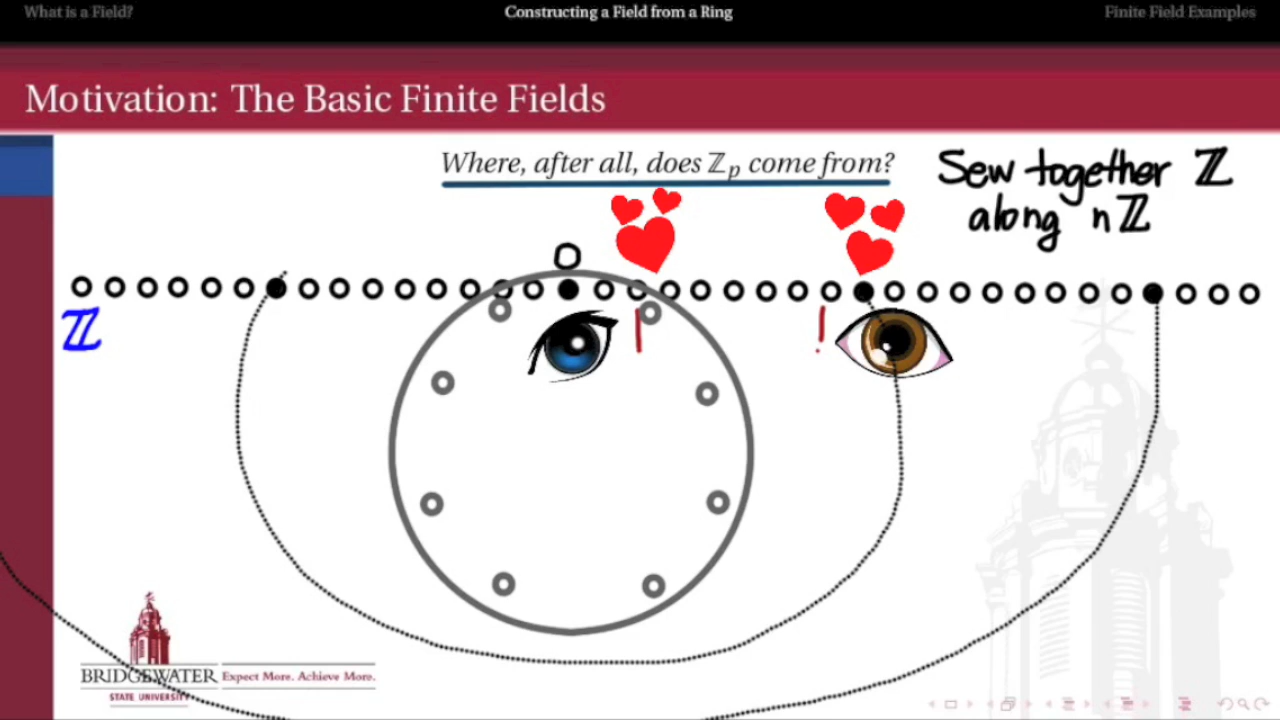 What is a Field?
Constructing a Field from a Ring
Finite Field Examples
Motivation: The Basic Finite Fields
Where, after all, does ℤp come from?
Sew together ℤ
along nℤ
0
ℤ
!
BRIDGEWATER
STATE UNIVERSITY
Expect More. Achieve More.